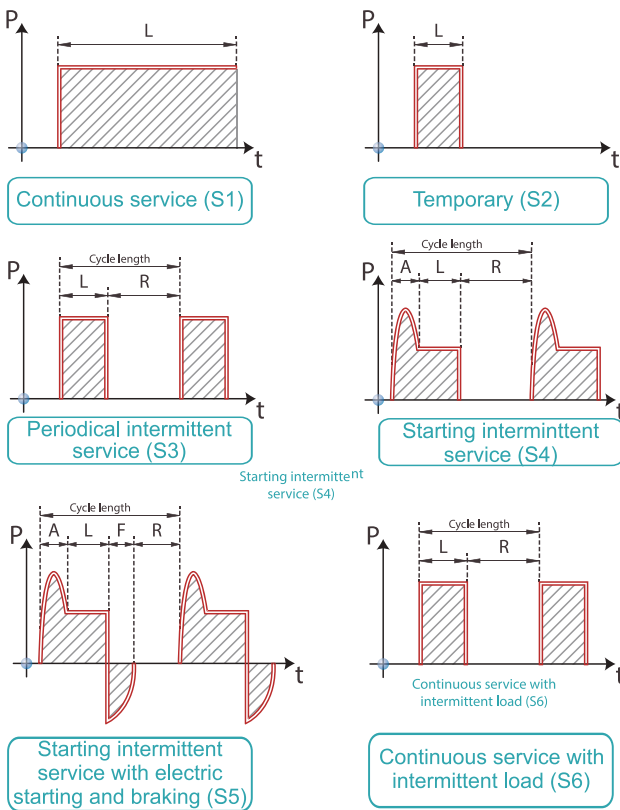 P
L
t
Continuous service (S1)
P
L
t
Temporary (S2)
P
Cycle length
L
R
t
Periodical intermittent
service (S3)
P
Cycle length
A
L
R
t
Starting interminttent
service (S4)
Starting intermittent
service (S4)
P
Cycle length
A
L
F
R
t
Starting intermittent
service with electric
starting and braking (S5)
P
Cycle length
L
R
t
Continuous service with
intermittent load (S6)
Continuous service with
intermittent load (S6)